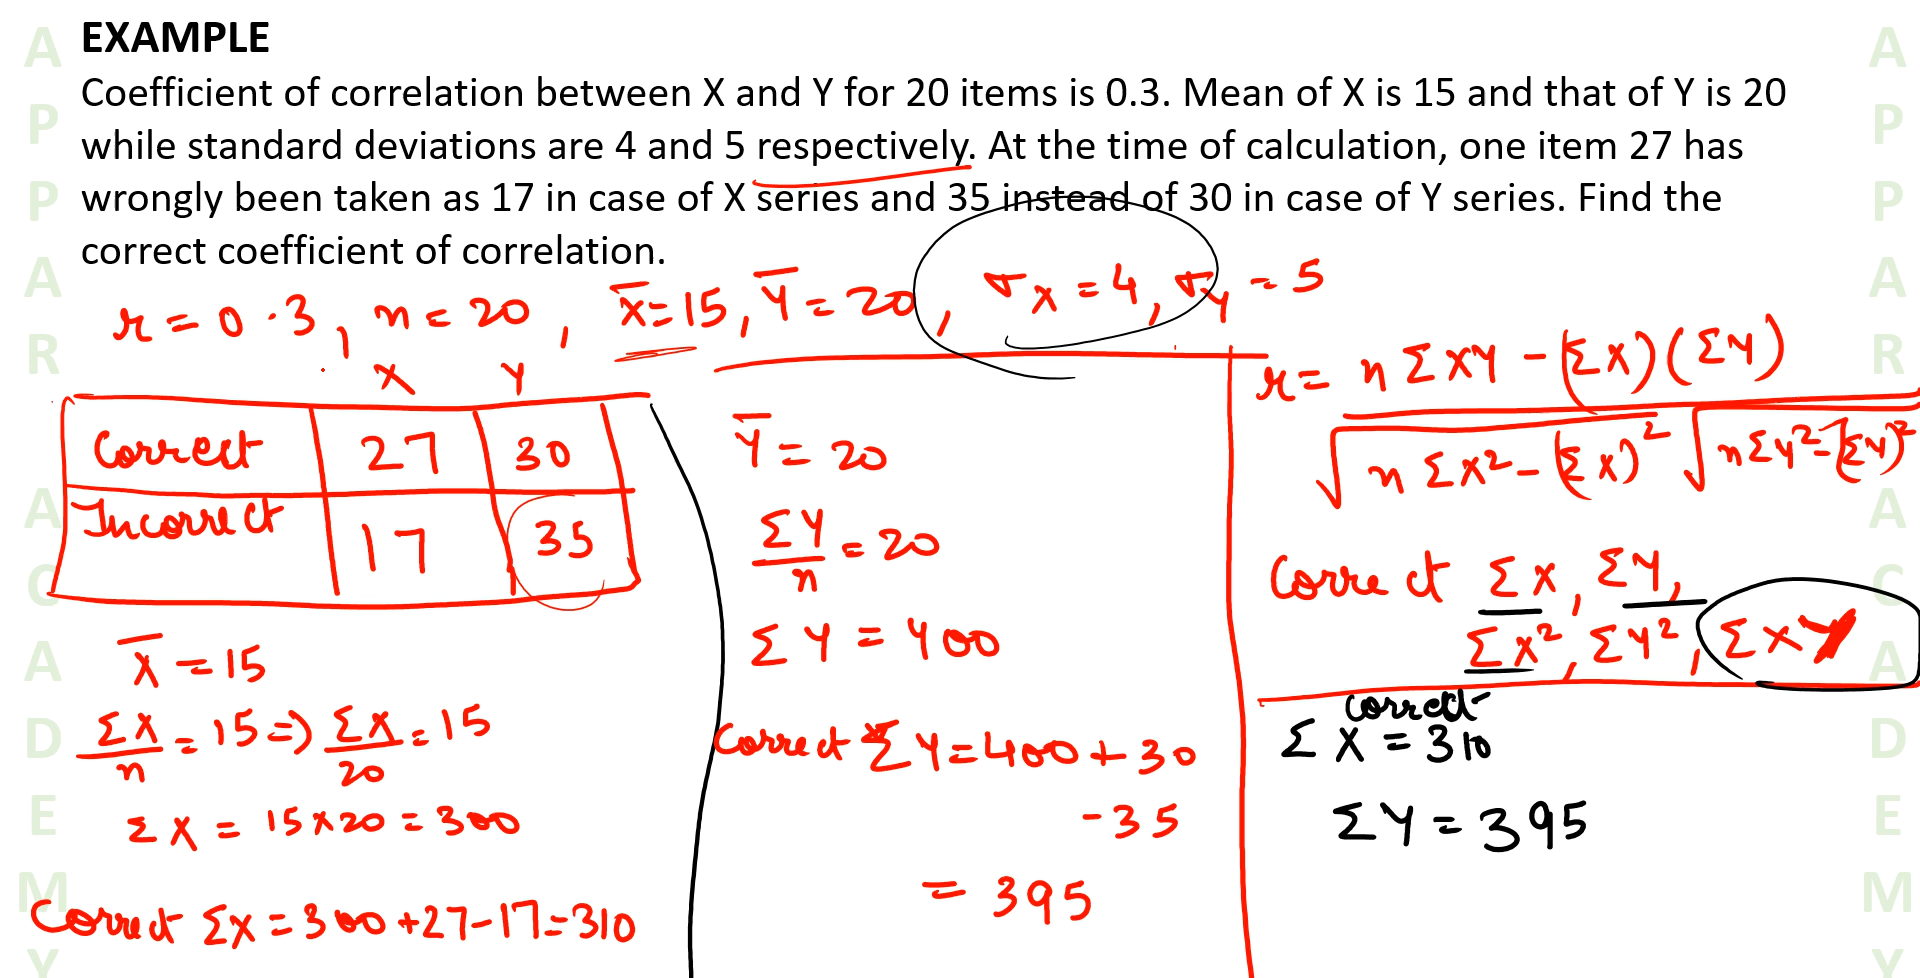 EXAMPLE
Coefficient of correlation between X and Y for 20 items is 0.3. Mean of X is 15 and that of Y is 20
while standard deviations are 4 and 5 respectively. At the time of calculation, one item 27 has
wrongly been taken as 17 in case of X series and 35 instead of 30 in case of Y series. Find the
correct coefficient of correlation.
r = 0.3, n = 20, X̅ = 15, Y̅ = 20, σX = 4, σY = 5
X Y
Correct 27 30
Incorrect 17 35
X̅ = 15
ΣX/n = 15 ⇒ ΣX/20 = 15
ΣX = 15 × 20 = 300
Correct ΣX = 300 + 27 - 17 = 310
Y̅ = 20
ΣY/n = 20
ΣY = 400
Correct ΣY = 400 + 30
- 35
= 395
r = n ΣXY - (ΣX)(ΣY)
√n ΣX² - (ΣX)² √nΣY² - (ΣY)²
Correct ΣX, ΣY,
ΣX², ΣY², ΣXY
correct
ΣX = 310
ΣY = 395
APPAR ACADEMY
APPAR ACADEMY